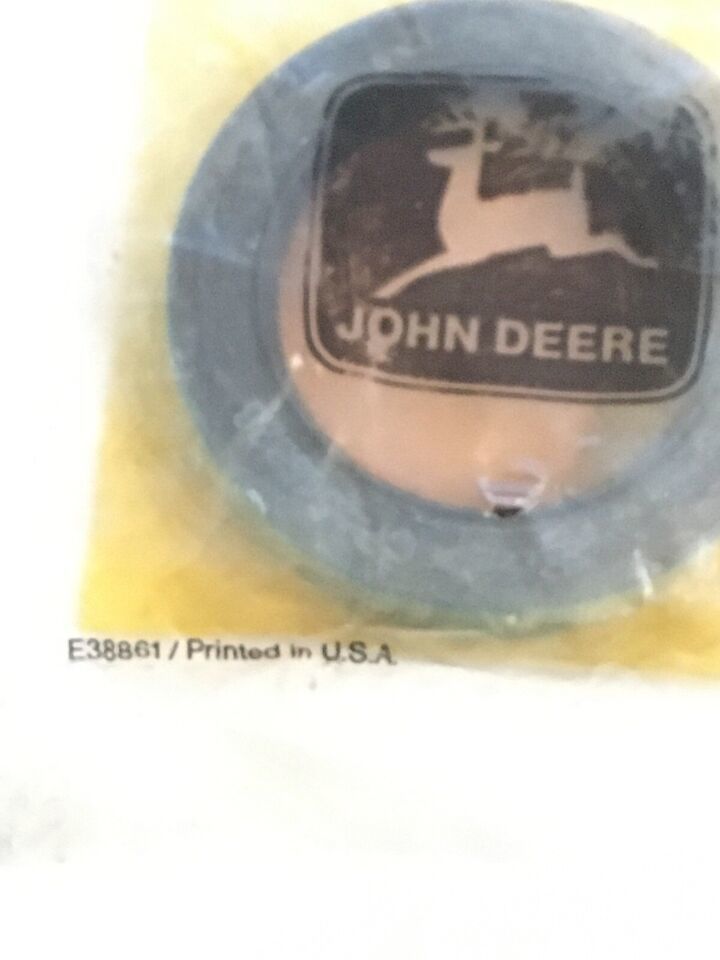 JOHN DEERE
E38861 / Printed in U.S.A.